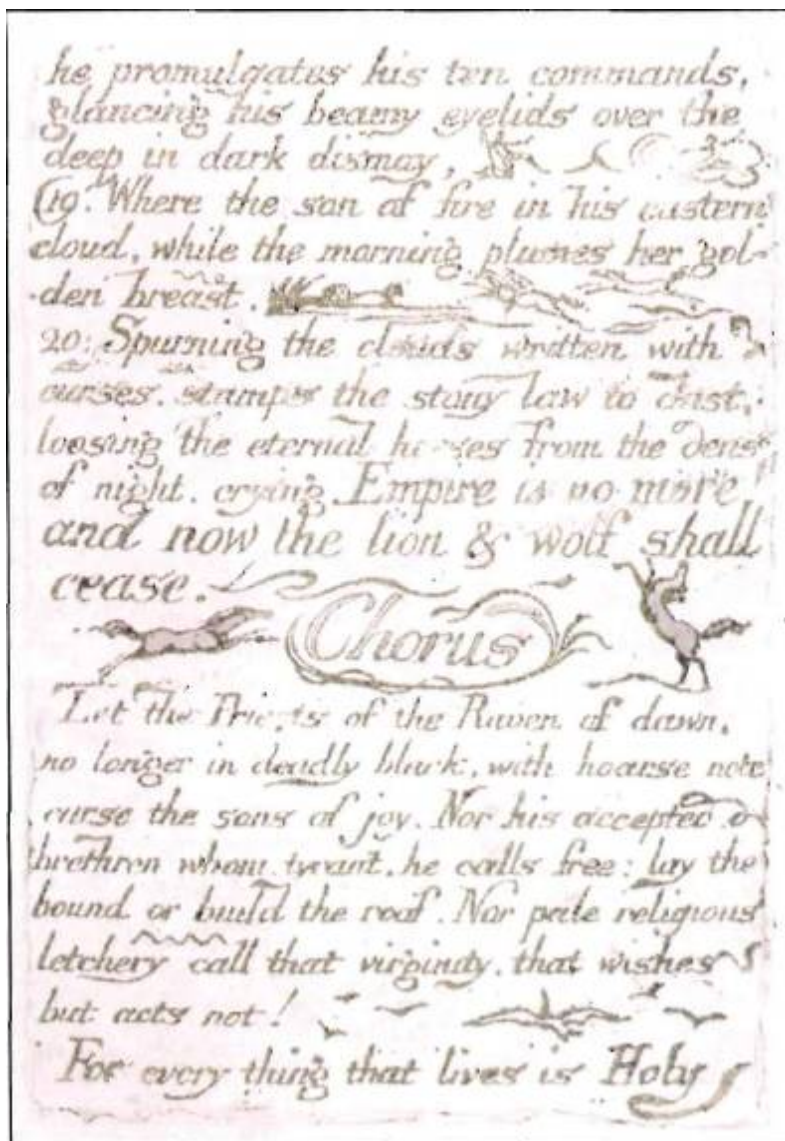 he promulgates his ten commands,
glancing his beamy eyelids over the
deep in dark dismay,
19. Where the son of fire in his eastern
cloud, while the morning plumes her gol-
-den breast.
20. Spurning the clouds written with
curses, stamps the stony law to dust,
loosing the eternal horses from the dens
of night, crying Empire is no more!
and now the lion & wolf shall
cease.
Chorus
Let the Priests of the Raven of dawn,
no longer in deadly black, with hoarse note
curse the sons of joy. Nor his accepted
brethren whom, tyrant, he calls free: lay the
bound or build the roof. Nor pale religious
letchery call that virginity, that wishes
but acts not!
For every thing that lives is Holy